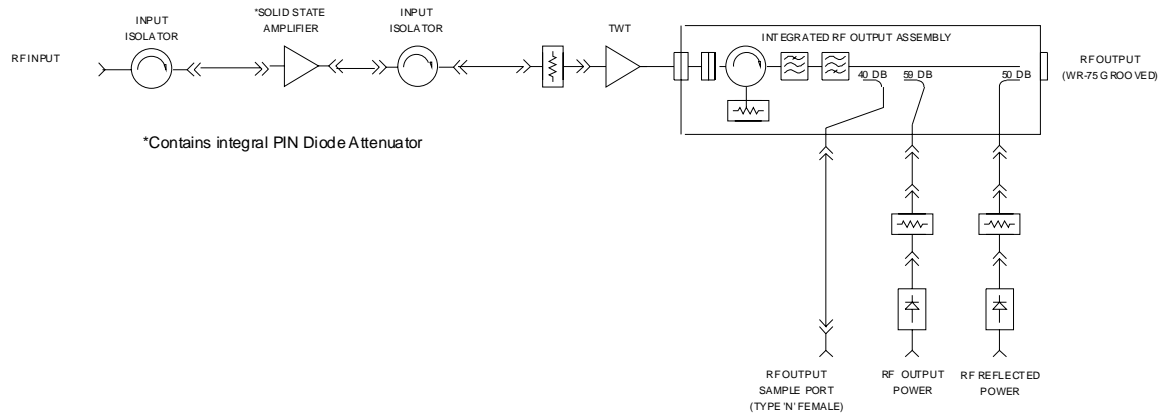 RF INPUT
INPUT
ISOLATOR
*SOLID STATE
AMPLIFIER
INPUT
ISOLATOR
TWT
INTEGRATED RF OUTPUT ASSEMBLY
40 DB
59 DB
50 DB
RF OUTPUT
(WR-75 GROOVED)
*Contains integral PIN Diode Attenuator
RF OUTPUT
SAMPLE PORT
(TYPE 'N' FEMALE)
RF OUTPUT
POWER
RF REFLECTED
POWER